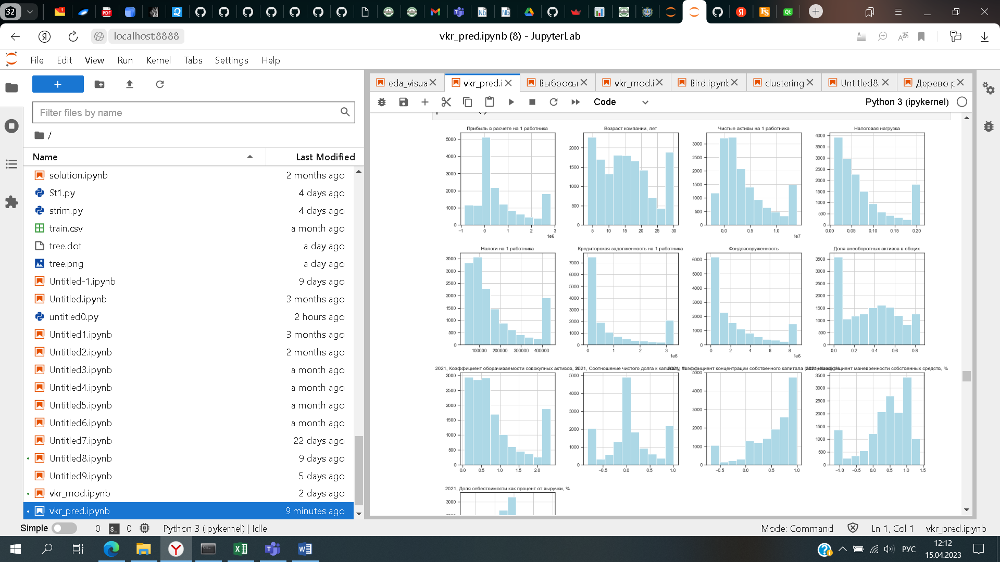 32
localhost:8888
vkr_pred.ipynb (8) - JupyterLab
File Edit View Run Kernel Tabs Settings Help
Filter files by name
/
Name Last Modified
solution.ipynb 2 months ago
St1.py 4 days ago
strim.py 4 days ago
train.csv a month ago
tree.dot a day ago
tree.png a day ago
Untitled-1.ipynb 9 days ago
Untitled.ipynb 3 months ago
untitled0.py 2 hours ago
Untitled1.ipynb 3 months ago
Untitled2.ipynb 2 months ago
Untitled3.ipynb a month ago
Untitled4.ipynb a month ago
Untitled5.ipynb a month ago
Untitled6.ipynb a month ago
Untitled7.ipynb 22 days ago
Untitled8.ipynb 9 days ago
Untitled9.ipynb 5 days ago
vkr_mod.ipynb 2 days ago
vkr_pred.ipynb 9 minutes ago
eda_visua vkr_pred.i Выбросы vkr_mod.i Bird.ipynb clustering Untitled8. Дерево р
Code Python 3 (ipykernel)
Прибыль в расчете на 1 работника
5000
4000
3000
2000
1000
0
−1 0 1 2 3
1e6
Возраст компании, лет
2000
1500
1000
500
0
5 10 15 20 25 30
Чистые активы на 1 работника
3000
2500
2000
1500
1000
500
0
0.0 0.5 1.0
1e7
Налоговая нагрузка
4000
3500
3000
2500
2000
1500
1000
500
0
0.00 0.05 0.10 0.15 0.20
Налоги на 1 работника
3500
3000
2500
2000
1500
1000
500
0
100000 200000 300000 400000
Кредиторская задолженность на 1 работника
7000
6000
5000
4000
3000
2000
1000
0
0 1 2 3
1e6
Фондовооруженность
6000
5000
4000
3000
2000
1000
0
0 2 4 6 8
1e6
Доля внеоборотных активов в общих
3500
3000
2500
2000
1500
1000
500
0
0.0 0.2 0.4 0.6 0.8
2021, Коэффициент оборачиваемости совокупных активов, %
3000
2500
2000
1500
1000
500
0
0.0 0.5 1.0 1.5 2.0
2021, Соотношение чистого долга к капиталу, %
5000
4000
3000
2000
1000
0
−0.5 0.0 0.5 1.0
Коэффициент концентрации собственного капитала
5000
4000
3000
2000
1000
0
−0.5 0.0 0.5 1.0
2021, Коэффициент маневренности собственных средств, %
3500
3000
2500
2000
1500
1000
500
0
−1.0 −0.5 0.0 0.5 1.0 1.5
2021, Доля себестоимости как процент от выручки, %
3000
Simple 0 0 Python 3 (ipykernel) | Idle
Mode: Command Ln 1, Col 1 vkr_pred.ipynb
РУС
12:12
15.04.2023